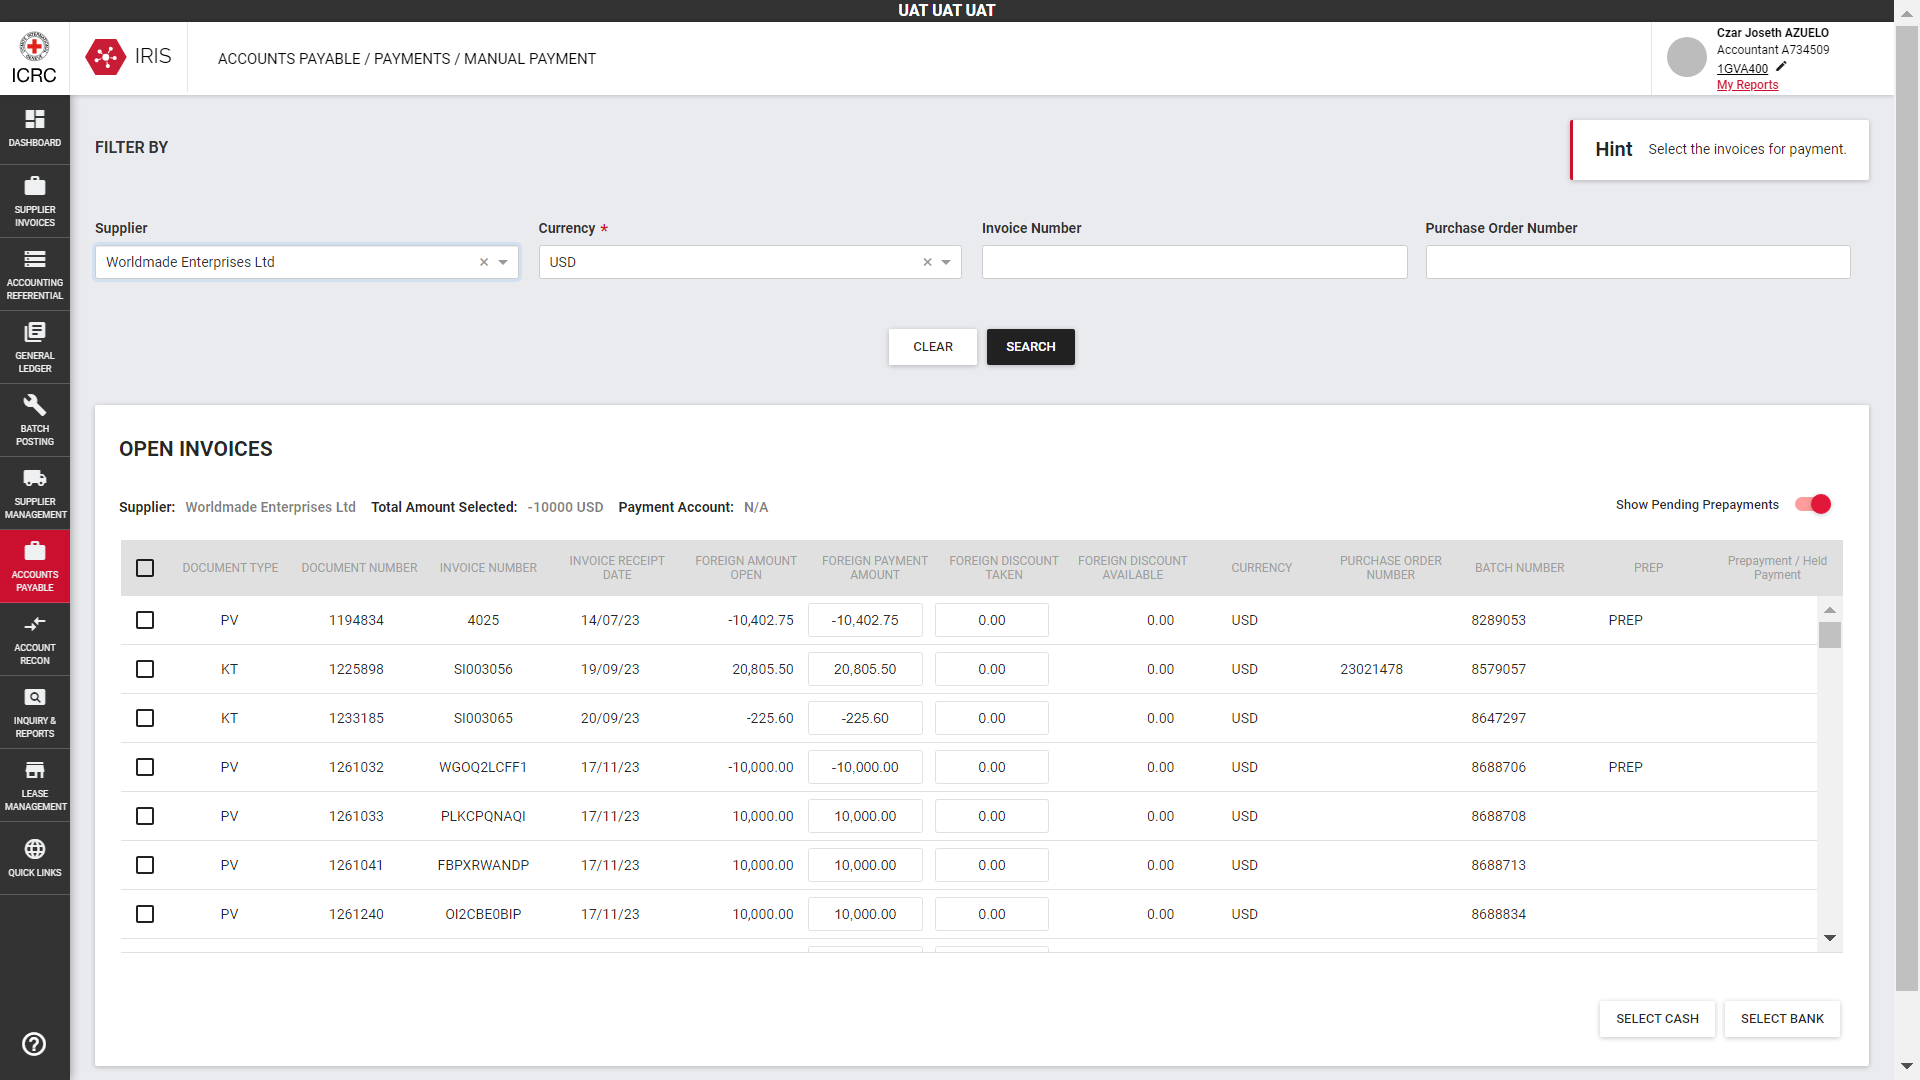 UAT UAT UAT
ICRC
IRIS
ACCOUNTS PAYABLE / PAYMENTS / MANUAL PAYMENT
Czar Joseth AZUELO
Accountant A734509
1GVA400
My Reports
DASHBOARD
SUPPLIER
INVOICES
ACCOUNTING
REFERENTIAL
GENERAL
LEDGER
BATCH
POSTING
SUPPLIER
MANAGEMENT
ACCOUNTS
PAYABLE
ACCOUNT
RECON
INQUIRY &
REPORTS
LEASE
MANAGEMENT
QUICK LINKS
FILTER BY
Hint Select the invoices for payment.
Supplier Currency * Invoice Number Purchase Order Number
Worldmade Enterprises Ltd USD
CLEAR SEARCH
OPEN INVOICES
Supplier: Worldmade Enterprises Ltd Total Amount Selected: -10000 USD Payment Account: N/A
Show Pending Prepayments
DOCUMENT TYPE DOCUMENT NUMBER INVOICE NUMBER INVOICE RECEIPT DATE FOREIGN AMOUNT OPEN FOREIGN PAYMENT AMOUNT FOREIGN DISCOUNT TAKEN FOREIGN DISCOUNT AVAILABLE CURRENCY PURCHASE ORDER NUMBER BATCH NUMBER PREP Prepayment / Held Payment
PV 1194834 4025 14/07/23 -10,402.75 -10,402.75 0.00 0.00 USD 8289053 PREP
KT 1225898 SI003056 19/09/23 20,805.50 20,805.50 0.00 0.00 USD 23021478 8579057
KT 1233185 SI003065 20/09/23 -225.60 -225.60 0.00 0.00 USD 8647297
PV 1261032 WGOQ2LCFF1 17/11/23 -10,000.00 -10,000.00 0.00 0.00 USD 8688706 PREP
PV 1261033 PLKCPQNAQI 17/11/23 10,000.00 10,000.00 0.00 0.00 USD 8688708
PV 1261041 FBPXRWANDP 17/11/23 10,000.00 10,000.00 0.00 0.00 USD 8688713
PV 1261240 OI2CBE0BIP 17/11/23 10,000.00 10,000.00 0.00 0.00 USD 8688834
SELECT CASH SELECT BANK